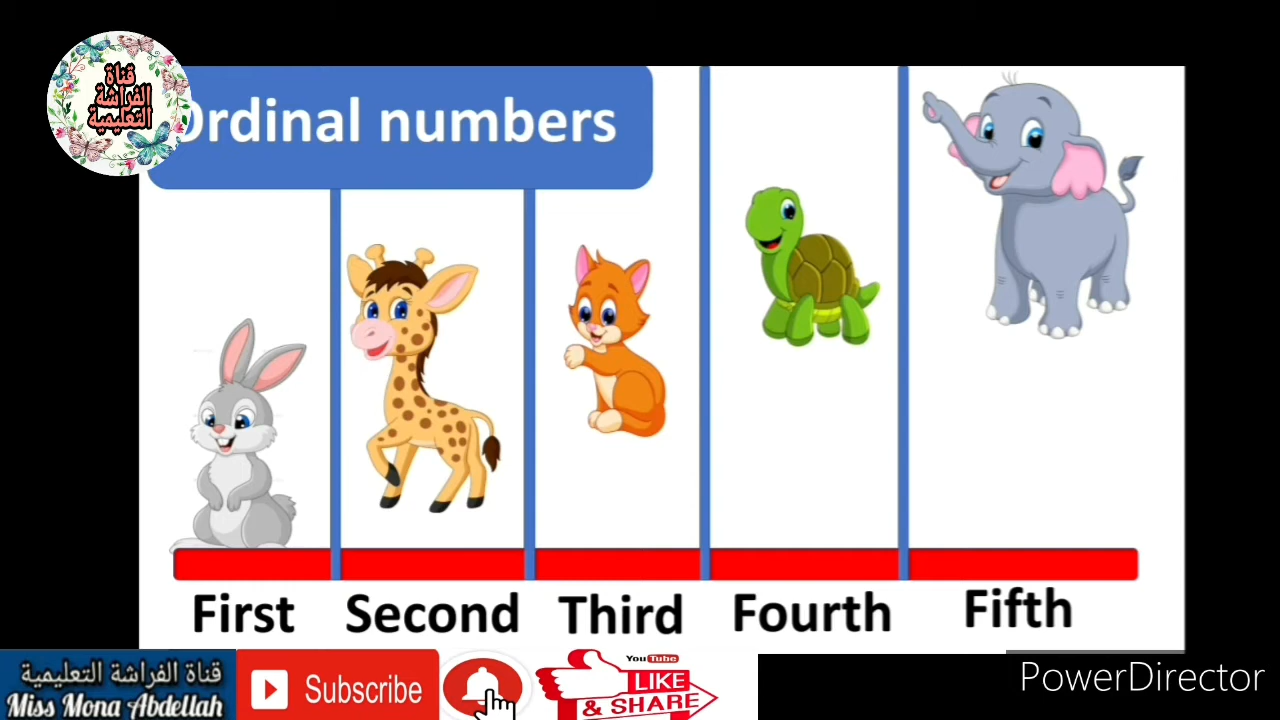 قناة
الفراشة
التعليمية
Ordinal numbers
First Second Third Fourth Fifth
قناة الفراشة التعليمية
Miss Mona Abdellah
Subscribe
YouTube
LIKE
& SHARE
PowerDirector